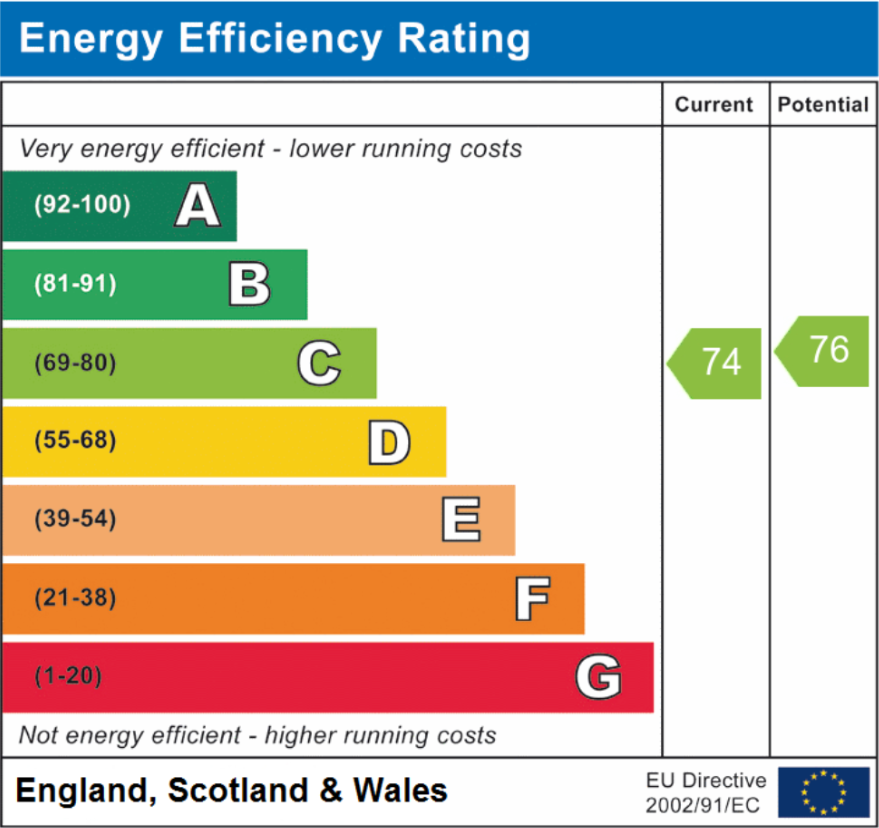 Energy Efficiency Rating
Current Potential
Very energy efficient - lower running costs
(92-100) A
(81-91) B
(69-80) C
74
76
(55-68) D
(39-54) E
(21-38) F
(1-20) G
Not energy efficient - higher running costs
England, Scotland & Wales
EU Directive
2002/91/EC